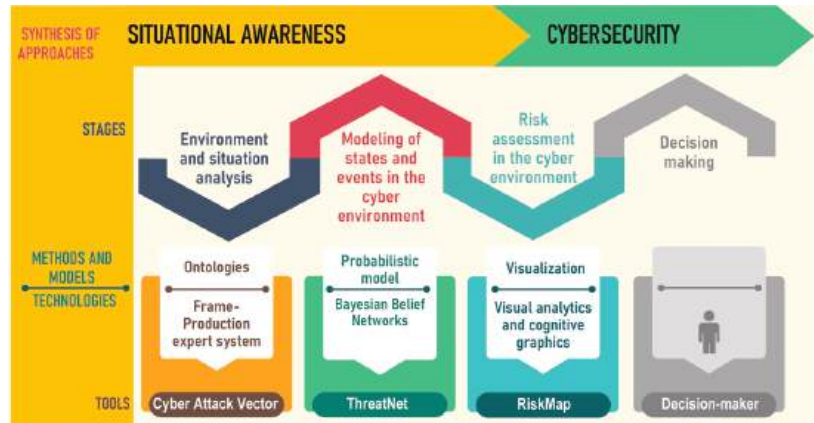 SYNTHESIS OF
APPROACHES
SITUATIONAL AWARENESS
CYBERSECURITY
STAGES
Environment
and situation
analysis
Modeling of
states and
events in the
cyber
environment
Risk
assessment
in the cyber
environment
Decision
making
METHODS AND
MODELS
TECHNOLOGIES
Ontologies
Frame-
Production
expert system
Probabilistic
model
Bayesian Belief
Networks
Visualization
Visual analytics
and cognitive
graphics
TOOLS
Cyber Attack Vector
ThreatNet
RiskMap
Decision-maker